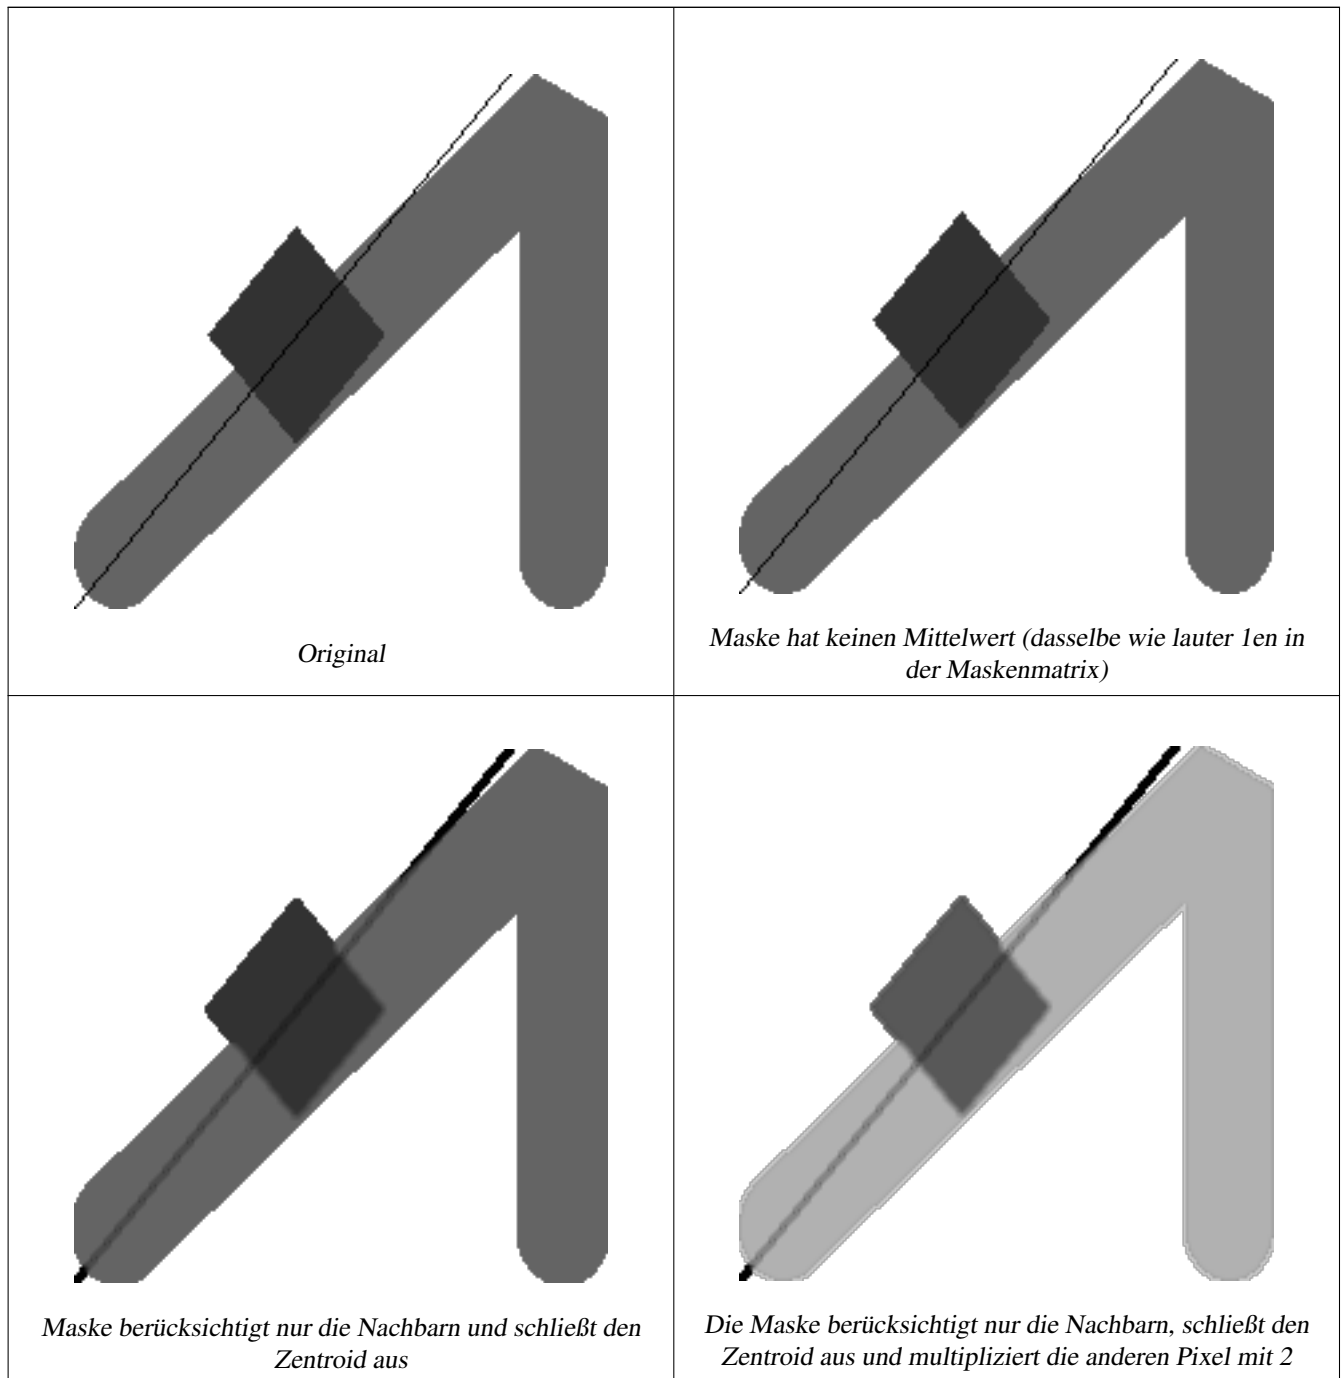 Original
Maske hat keinen Mittelwert (dasselbe wie lauter 1en in
der Maskenmatrix)
Maske berücksichtigt nur die Nachbarn und schließt den
Zentroid aus
Die Maske berücksichtigt nur die Nachbarn, schließt den
Zentroid aus und multipliziert die anderen Pixel mit 2